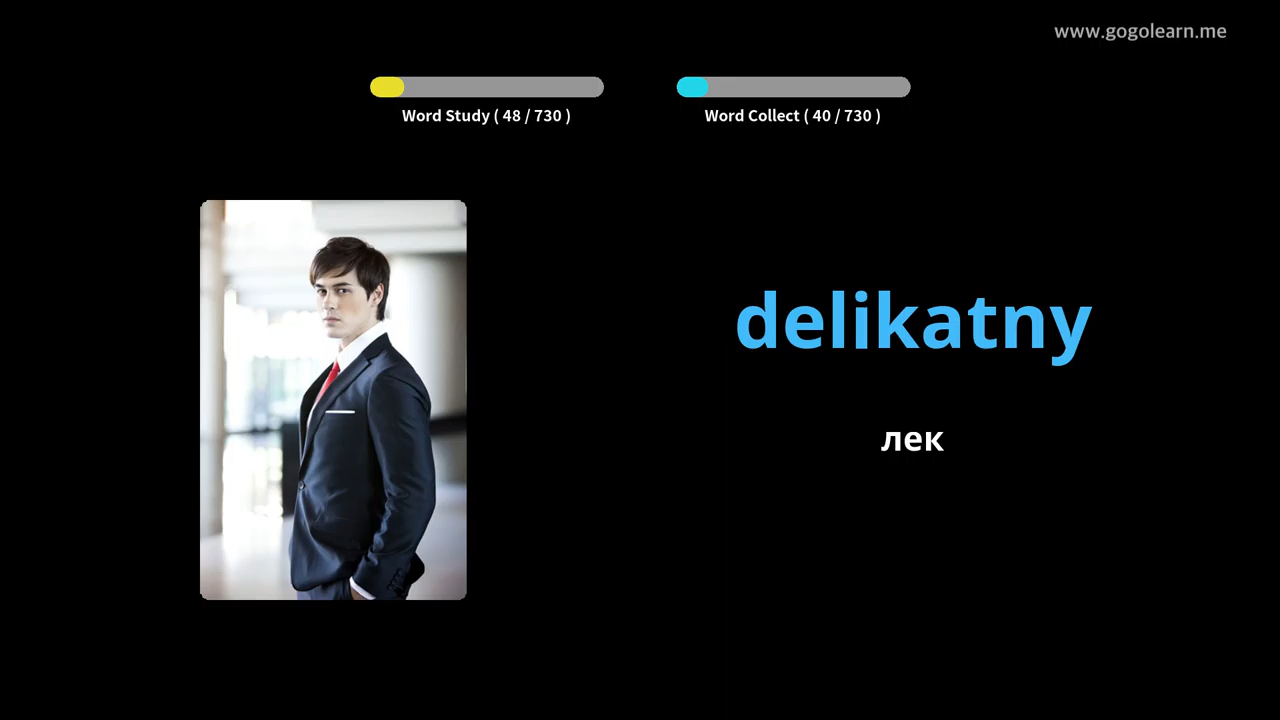 www.gogolearn.me
Word Study ( 48 / 730 )
Word Collect ( 40 / 730 )
delikatny
лек